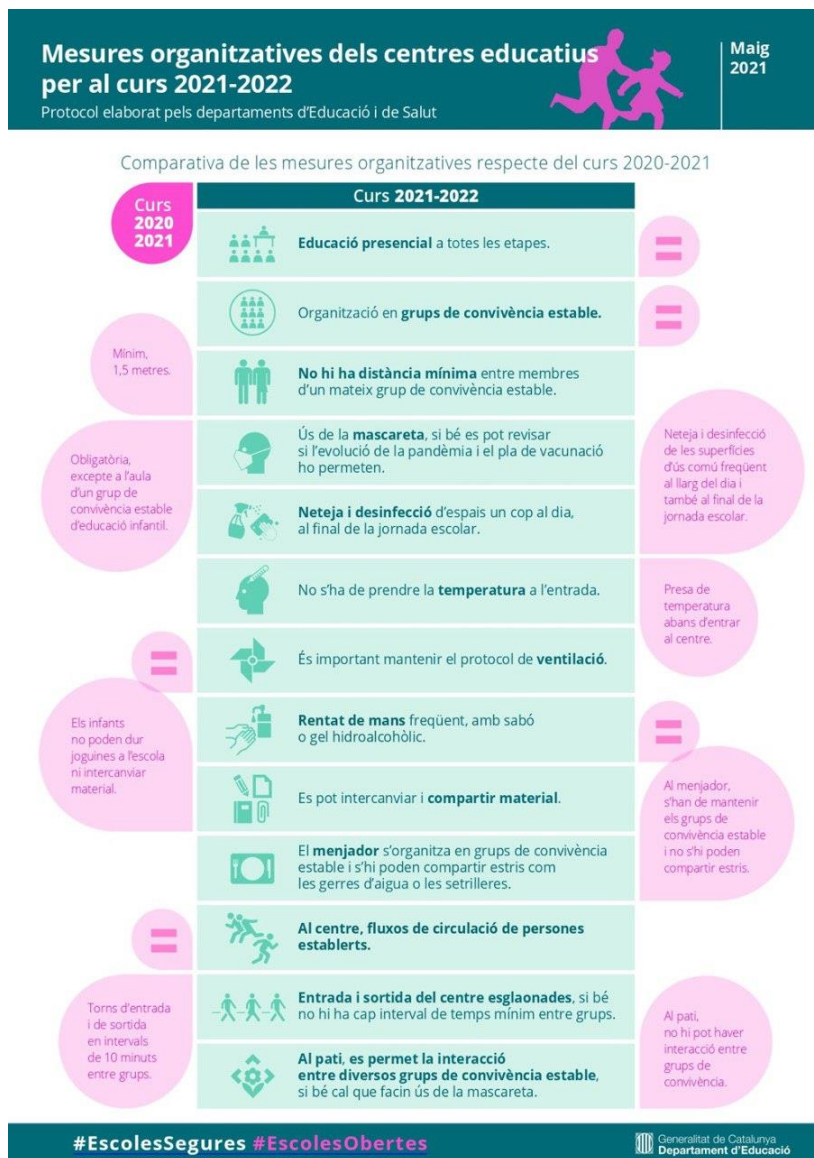 Mesures organitzatives dels centres educatius
per al curs 2021-2022
Protocol elaborat pels departaments d'Educació i de Salut
Maig
2021
Comparativa de les mesures organitzatives respecte del curs 2020-2021
Curs
2020
2021
Curs 2021-2022
Educació presencial a totes les etapes.
=
Organització en grups de convivència estable.
=
Mínim,
1,5 metres.
No hi ha distància mínima entre membres
d'un mateix grup de convivència estable.
Obligatòria,
excepte a l'aula
d'un grup de
convivència estable
d'educació infantil.
Ús de la mascareta, si bé es pot revisar
si l'evolució de la pandèmia i el pla de vacunació
ho permeten.
Neteja i desinfecció d'espais un cop al dia,
al final de la jornada escolar.
Neteja i desinfecció
de les superfícies
d'ús comú freqüent
al llarg del dia i
també al final de la
jornada escolar.
No s'ha de prendre la temperatura a l'entrada.
Presa de
temperatura
abans d'entrar
al centre.
=
És important mantenir el protocol de ventilació.
Rentat de mans freqüent, amb sabó
o gel hidroalcohòlic.
=
Els infants
no poden dur
joguines a l'escola
ni intercanviar
material.
Es pot intercanviar i compartir material.
El menjador s'organitza en grups de convivència
estable i s'hi poden compartir estris com
les gerres d'aigua o les setrilleres.
Al menjador,
s'han de mantenir
els grups de
convivència estable
i no s'hi poden
compartir estris.
=
Al centre, fluxos de circulació de persones
establerts.
Torns d'entrada
i de sortida
en intervals
de 10 minuts
entre grups.
Entrada i sortida del centre esglaonades, si bé
no hi ha cap interval de temps mínim entre grups.
Al pati, es permet la interacció
entre diversos grups de convivència estable,
si bé cal que facin ús de la mascareta.
Al pati,
no hi pot haver
interacció entre
grups de
convivència.
#EscolesSegures #EscolesObertes
Generalitat de Catalunya
Departament d'Educació